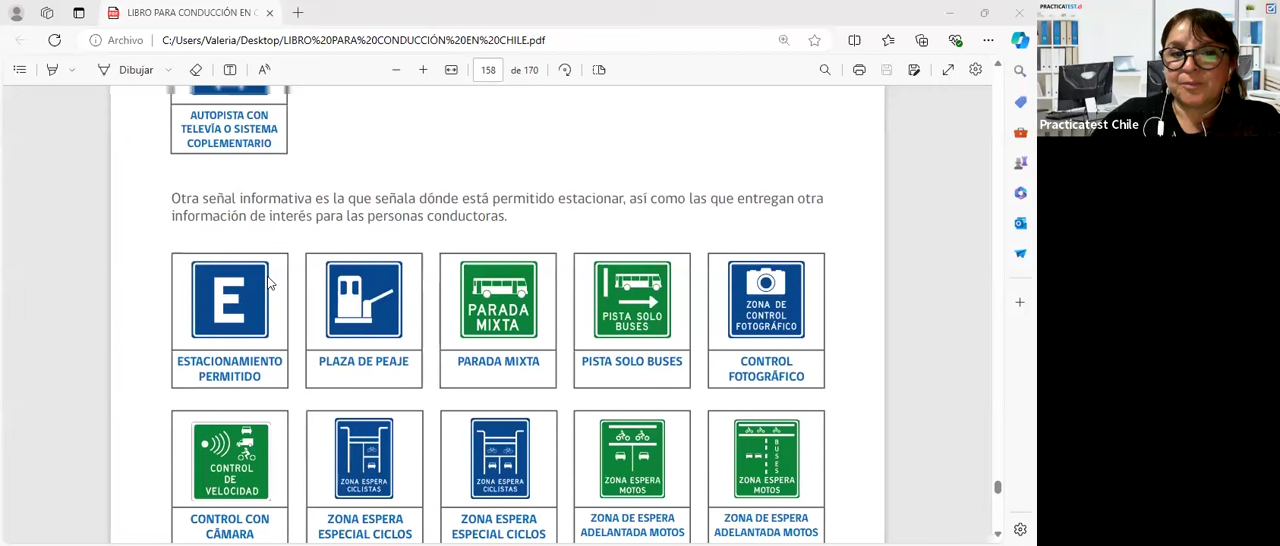 LIBRO PARA CONDUCCIÓN EN C
Archivo C:/Users/Valeria/Desktop/LIBRO%20PARA%20CONDUCCIÓN%20EN%20CHILE.pdf
Dibujar 158 de 170
PRACTICATEST.cl
Practicatest Chile
AUTOPISTA CON
TELEVÍA O SISTEMA
COPLEMENTARIO
Otra señal informativa es la que señala dónde está permitido estacionar, así como las que entregan otra
información de interés para las personas conductoras.
E
ESTACIONAMIENTO
PERMITIDO
PLAZA DE PEAJE
PARADA
MIXTA
PARADA MIXTA
PISTA SOLO
BUSES
PISTA SOLO BUSES
ZONA DE
CONTROL
FOTOGRÁFICO
CONTROL
FOTOGRÁFICO
CONTROL
DE
VELOCIDAD
CONTROL CON
CÂMARA
ZONA ESPERA
CICLISTAS
ZONA ESPERA
ESPECIAL CICLOS
ZONA ESPERA
CICLISTAS
ZONA ESPERA
ESPECIAL CICLOS
ZONA ESPERA
MOTOS
ZONA DE ESPERA
ADELANTADA MOTOS
BUSES
ZONA ESPERA
MOTOS
ZONA DE ESPERA
ADELANTADA MOTOS